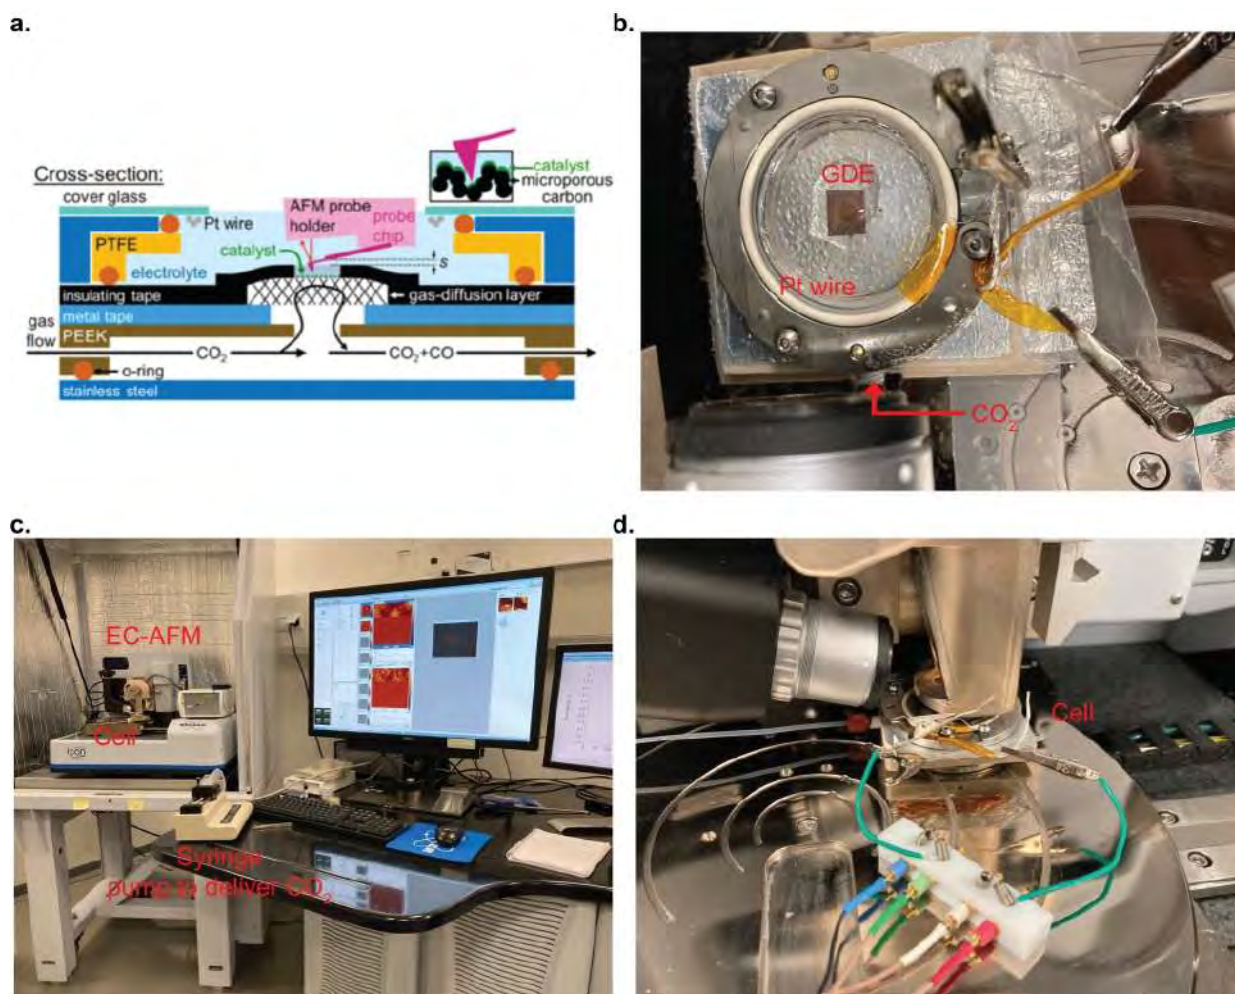 a.
Cross-section:
cover glass
Pt wire
AFM probe
holder
probe
chip
catalyst
microporous
carbon
PTFE
catalyst
electrolyte
s
insulating tape
gas-diffusion layer
metal tape
gas
flow
PEEK
CO₂
CO₂+CO
o-ring
stainless steel
b.
GDE
Pt wire
CO₂
c.
EC-AFM
Cell
icon
Syringe
pump to deliver CO₂
d.
Cell